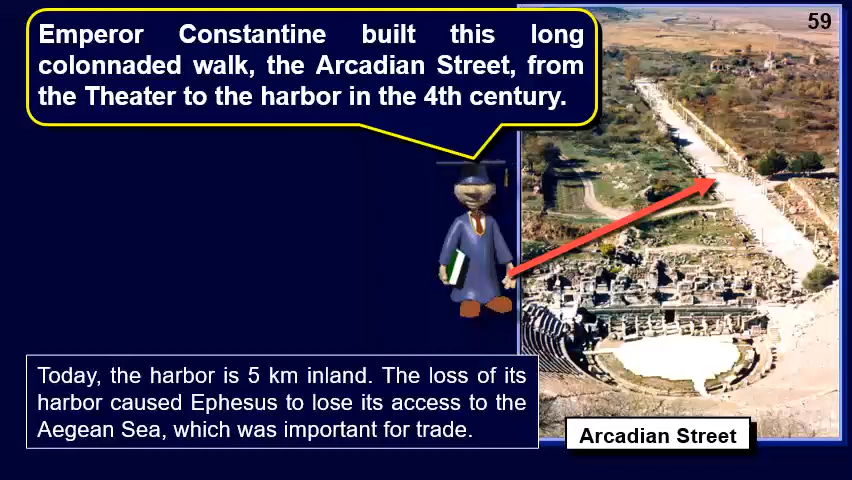 59
Emperor Constantine built this long
colonnaded walk, the Arcadian Street, from
the Theater to the harbor in the 4th century.
Today, the harbor is 5 km inland. The loss of its
harbor caused Ephesus to lose its access to the
Aegean Sea, which was important for trade.
Arcadian Street